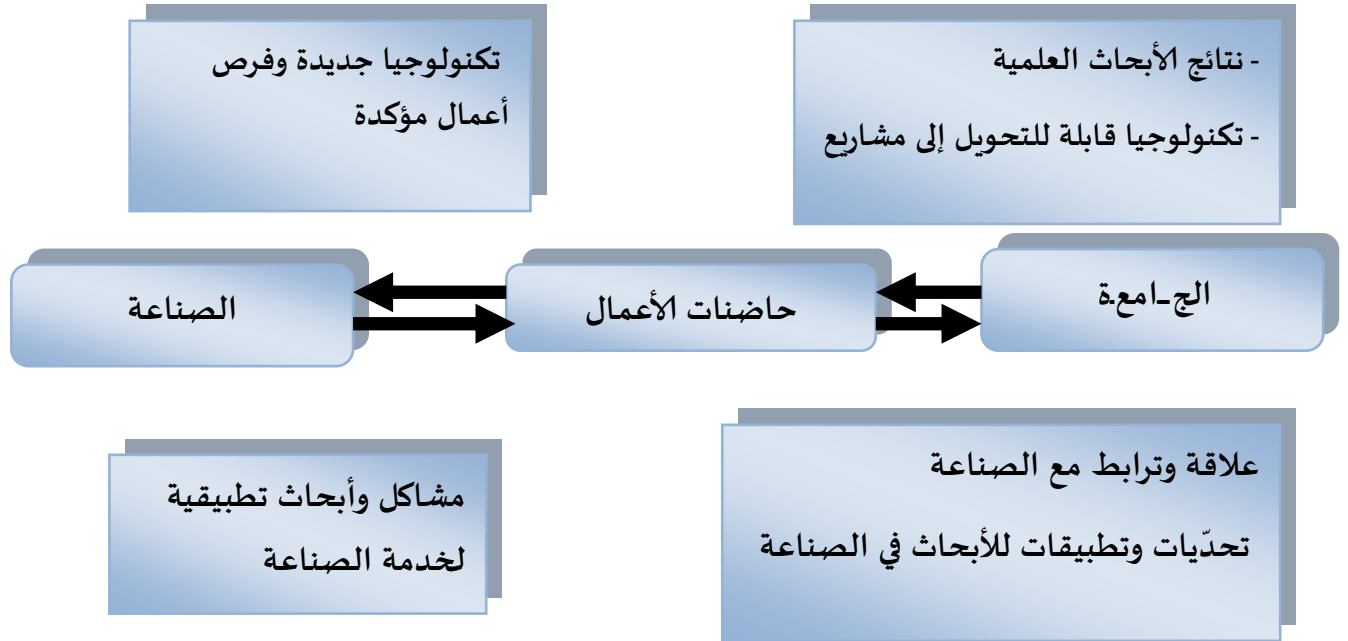 - نتائج الأبحاث العلمية
- تكنولوجيا قابلة للتحويل إلى مشاريع
تكنولوجيا جديدة وفرص
أعمال مؤكدة
الجـامعة
حاضنات الأعمال
الصناعة
علاقة وترابط مع الصناعة
تحدّيات وتطبيقات للأبحاث في الصناعة
مشاكل وأبحاث تطبيقية
لخدمة الصناعة